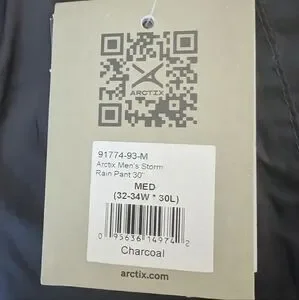 ARCTIX
91774-93-M
Arctix Men's Storm
Rain Pant 30"
MED
(32-34W * 30L)
0 95636 14974 2
Charcoal
arctix.com